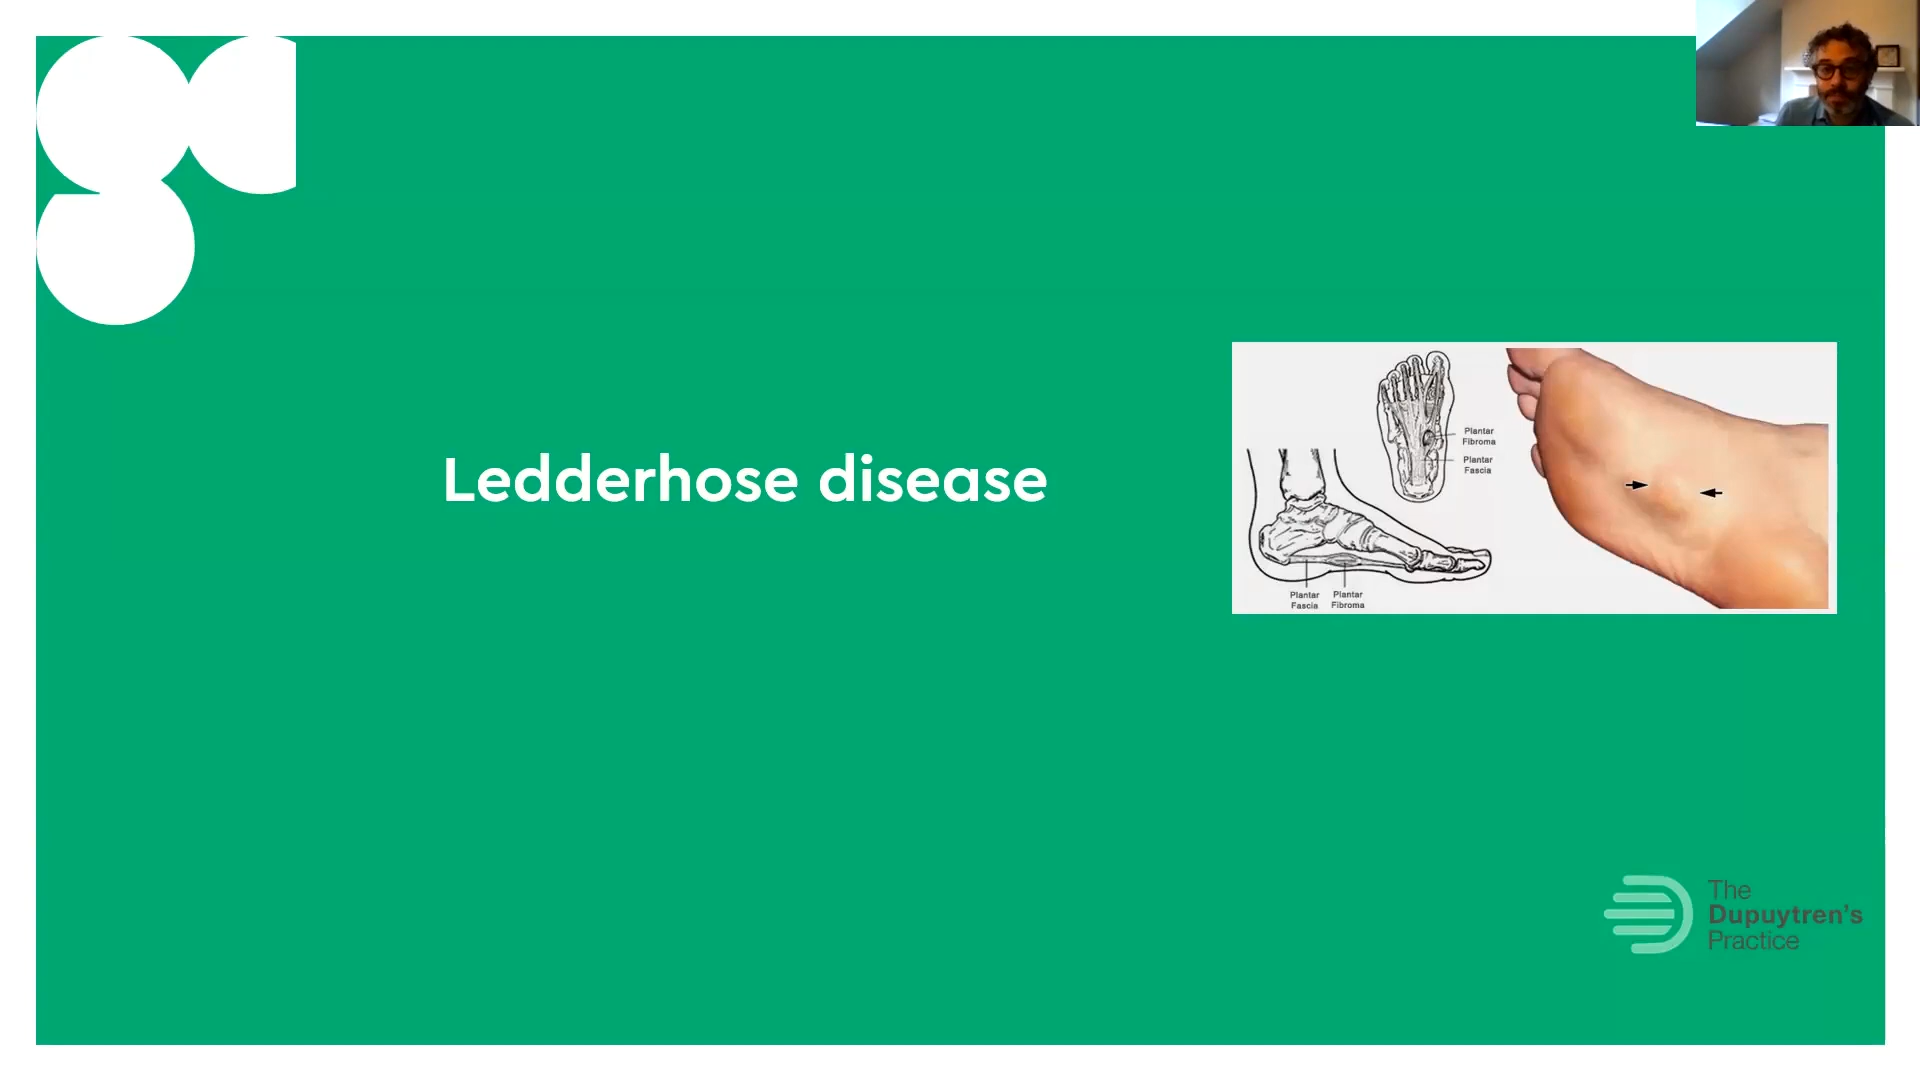 Ledderhose disease
Plantar
Fibroma
Plantar
Fascia
Plantar
Fascia
Plantar
Fibroma
The
Dupuytren's
Practice